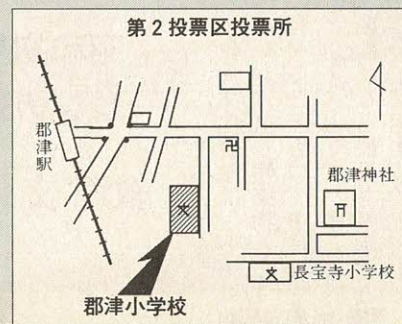 第2投票区投票所
郡津駅
郡津神社
長宝寺小学校
郡津小学校